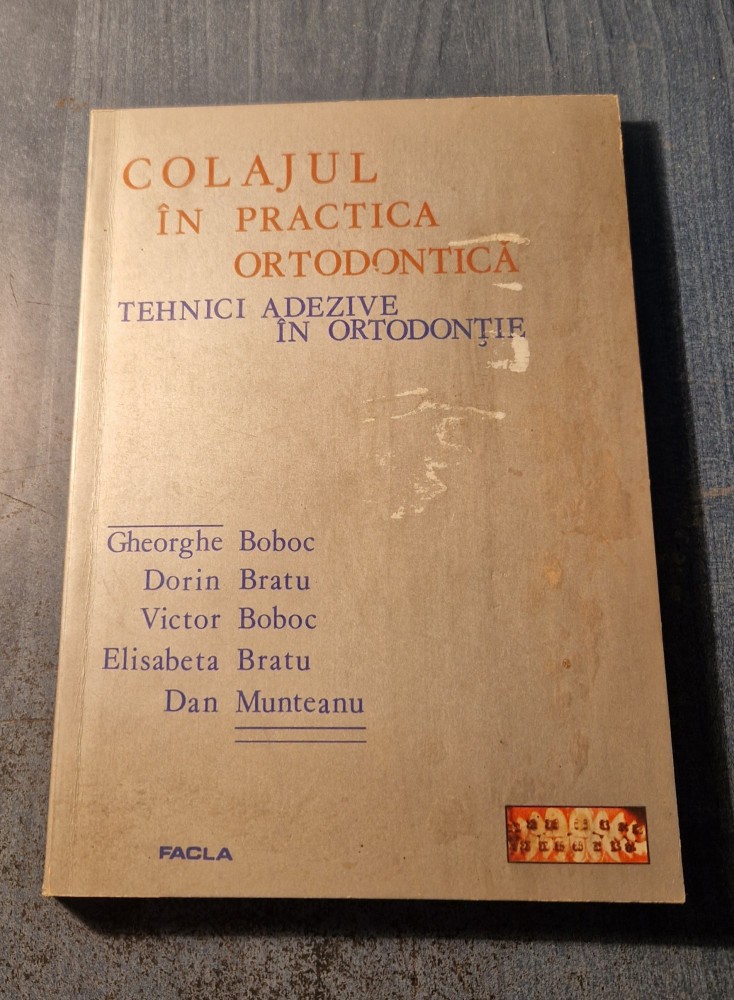 COLAJUL
ÎN PRACTICA
ORTODONTICĂ
TEHNICI ADEZIVE
ÎN ORTODONȚIE
Gheorghe Boboc
Dorin Bratu
Victor Boboc
Elisabeta Bratu
Dan Munteanu
FACLA